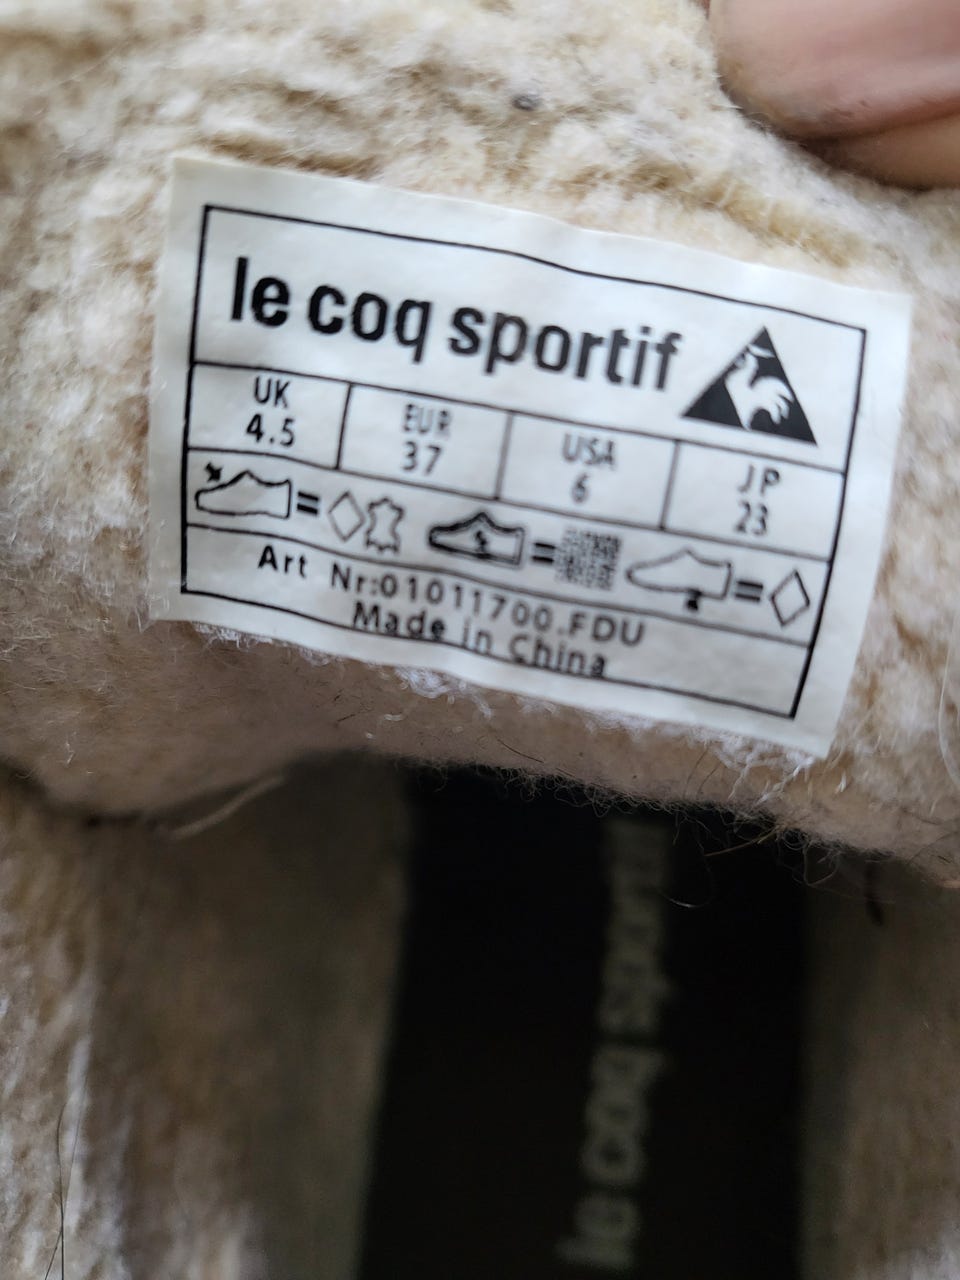 le coq sportif
UK EUR USA JP
4.5 37 6 23
= = =
Art Nr:01011700.FDU
Made in China
le coq sportif